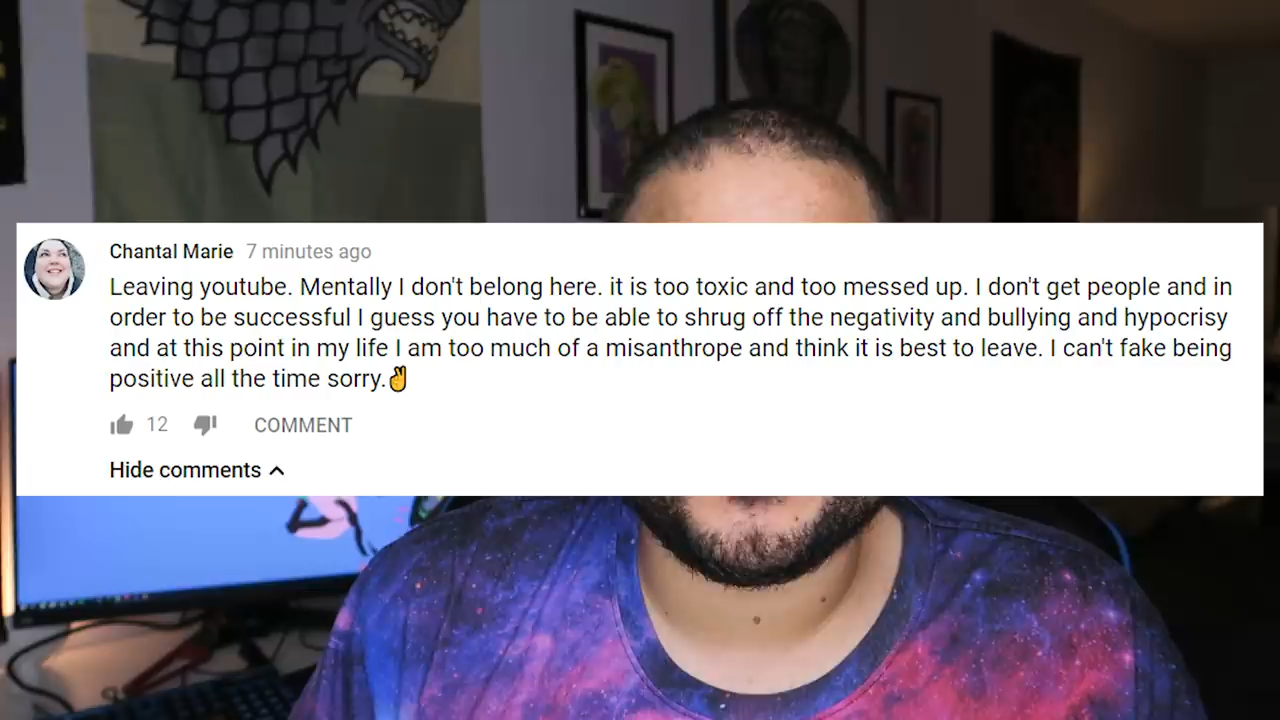 Chantal Marie 7 minutes ago
Leaving youtube. Mentally I don't belong here. it is too toxic and too messed up. I don't get people and in
order to be successful I guess you have to be able to shrug off the negativity and bullying and hypocrisy
and at this point in my life I am too much of a misanthrope and think it is best to leave. I can't fake being
positive all the time sorry.✌
12 COMMENT
Hide comments